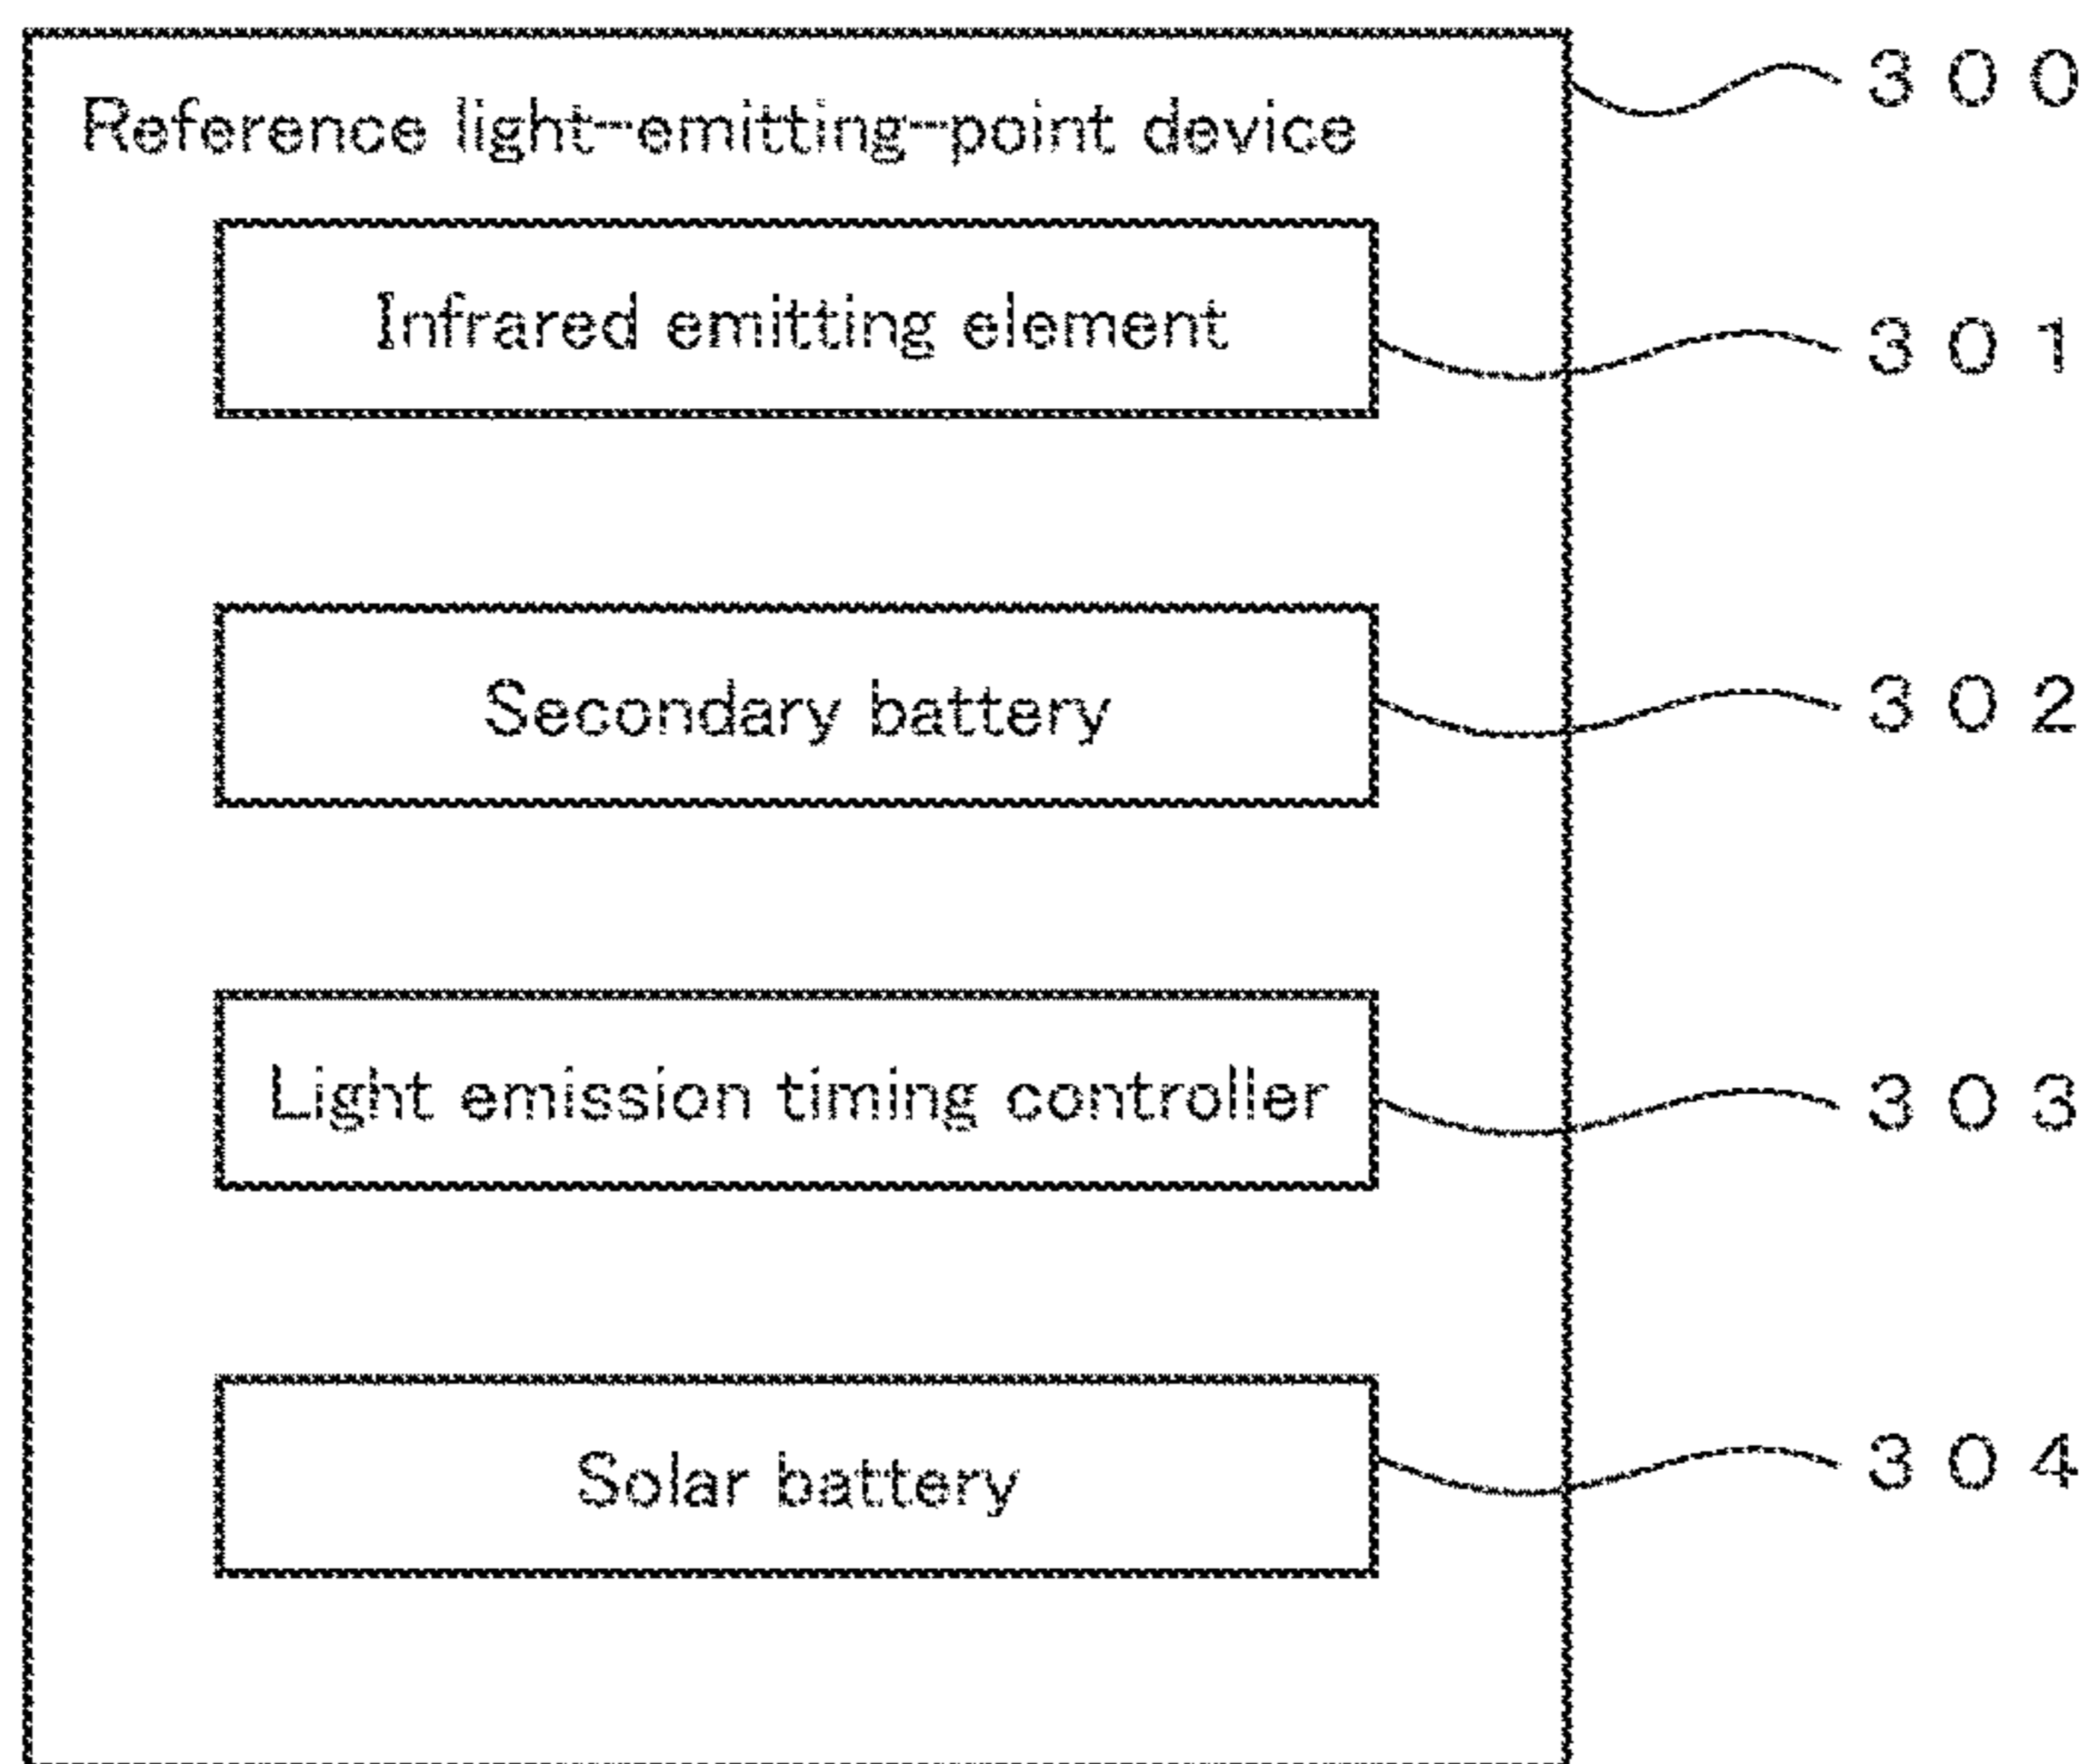 Reference light-emitting-point device
３００
Infrared emitting element
３０１
Secondary battery
３０２
Light emission timing controller
３０３
Solar battery
３０４